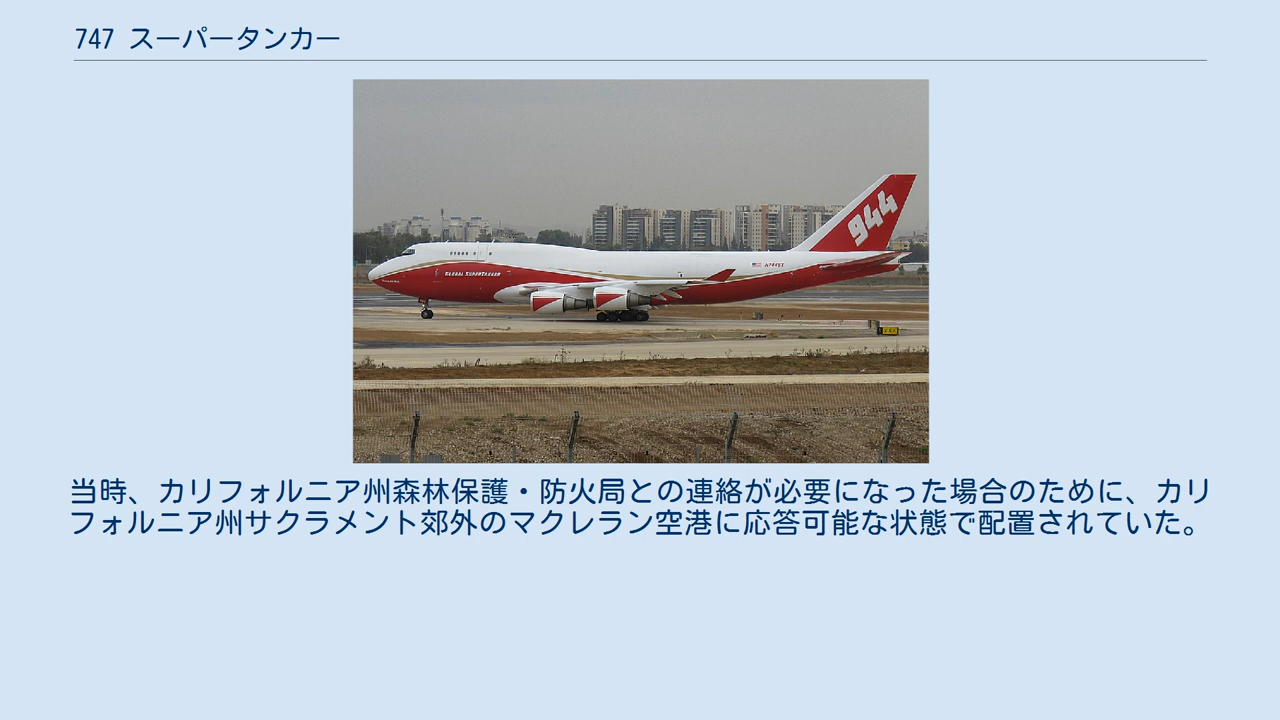 747 スーパータンカー
944
GLOBAL SUPERTANKER
N744ST
当時、カリフォルニア州森林保護・防火局との連絡が必要になった場合のために、カリ
フォルニア州サクラメント郊外のマクレラン空港に応答可能な状態で配置されていた。